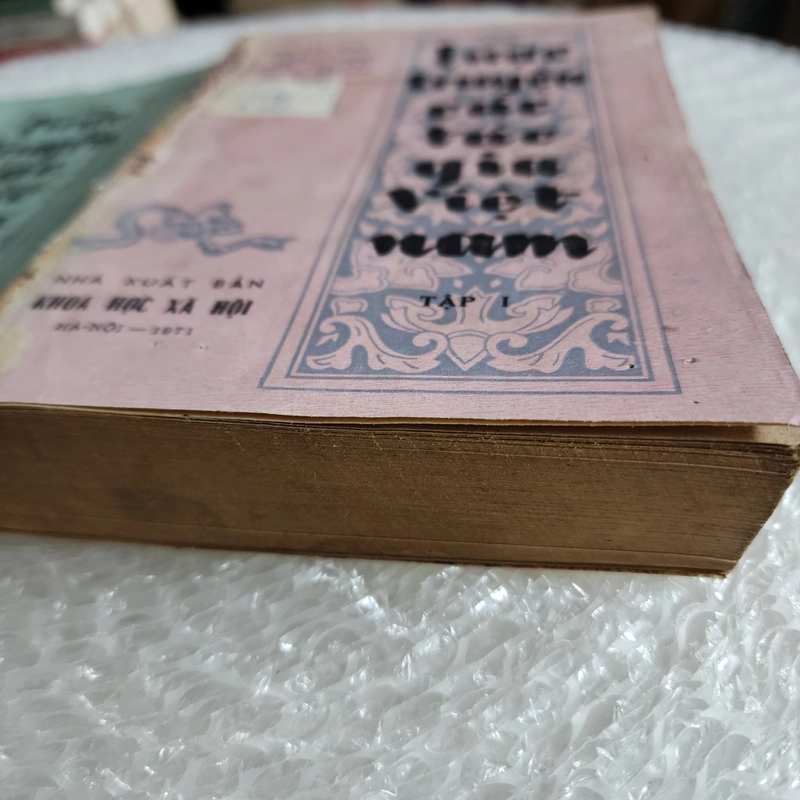 Lược
truyện
các
tác
gia
việt
nam
TẬP I
NHÀ XUẤT BẢN
KHOA HỌC XÃ HỘI
HÀ-NỘI — 1971